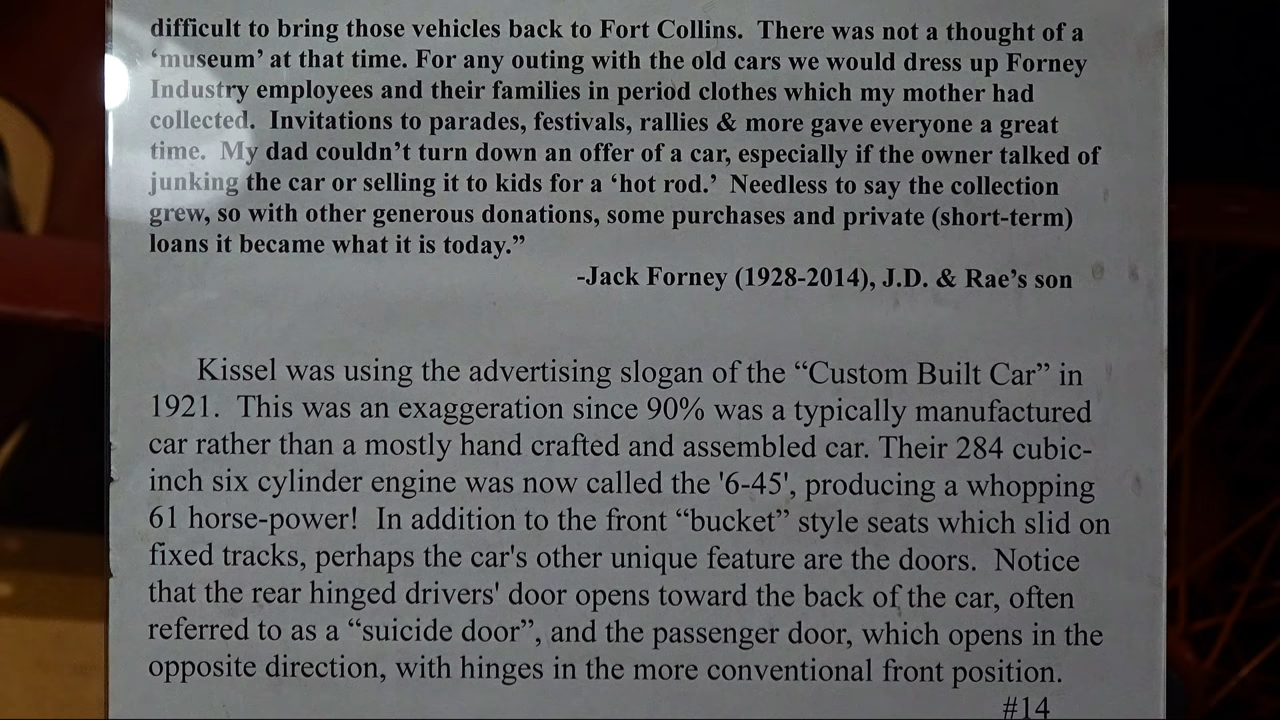 difficult to bring those vehicles back to Fort Collins. There was not a thought of a
‘museum’ at that time. For any outing with the old cars we would dress up Forney
Industry employees and their families in period clothes which my mother had
collected. Invitations to parades, festivals, rallies & more gave everyone a great
time. My dad couldn’t turn down an offer of a car, especially if the owner talked of
junking the car or selling it to kids for a ‘hot rod.’ Needless to say the collection
grew, so with other generous donations, some purchases and private (short-term)
loans it became what it is today.”
-Jack Forney (1928-2014), J.D. & Rae’s son
Kissel was using the advertising slogan of the “Custom Built Car” in
1921. This was an exaggeration since 90% was a typically manufactured
car rather than a mostly hand crafted and assembled car. Their 284 cubic-
inch six cylinder engine was now called the '6-45', producing a whopping
61 horse-power! In addition to the front “bucket” style seats which slid on
fixed tracks, perhaps the car's other unique feature are the doors. Notice
that the rear hinged drivers' door opens toward the back of the car, often
referred to as a “suicide door”, and the passenger door, which opens in the
opposite direction, with hinges in the more conventional front position.
#14